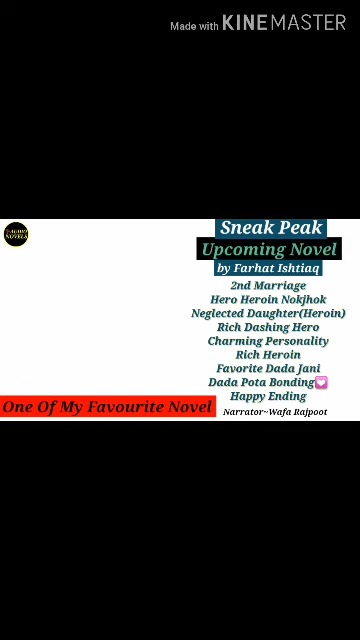 Made with KINEMASTER
AUDIO
NOVELS
Sneak Peak
Upcoming Novel
by Farhat Ishtiaq
2nd Marriage
Hero Heroin Nokjhok
Neglected Daughter(Heroin)
Rich Dashing Hero
Charming Personality
Rich Heroin
Favorite Dada Jani
Dada Pota Bonding💟
Happy Ending
One Of My Favourite Novel
Narrator~Wafa Rajpoot